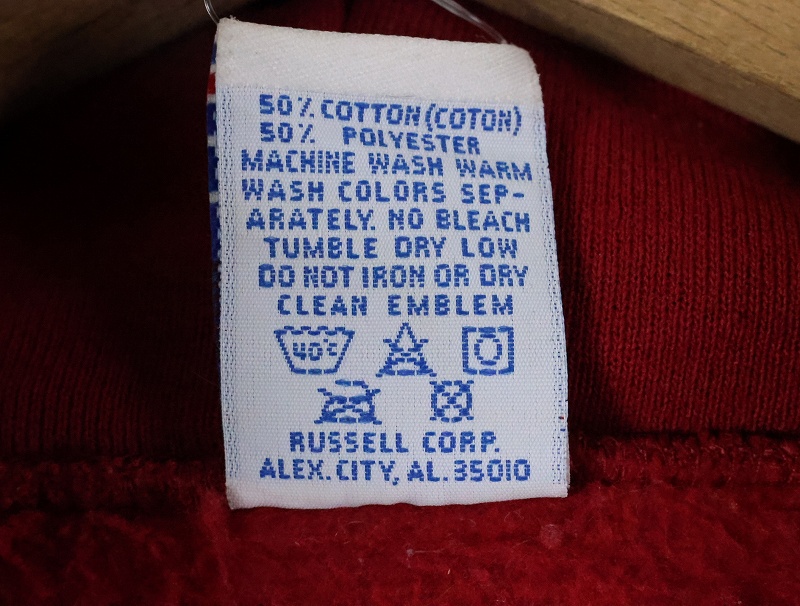 50% COTTON (COTON)
50% POLYESTER
MACHINE WASH WARM
WASH COLORS SEP-
ARATELY. NO BLEACH
TUMBLE DRY LOW
DO NOT IRON OR DRY
CLEAN EMBLEM
40°C
RUSSELL CORP.
ALEX. CITY, AL. 35010